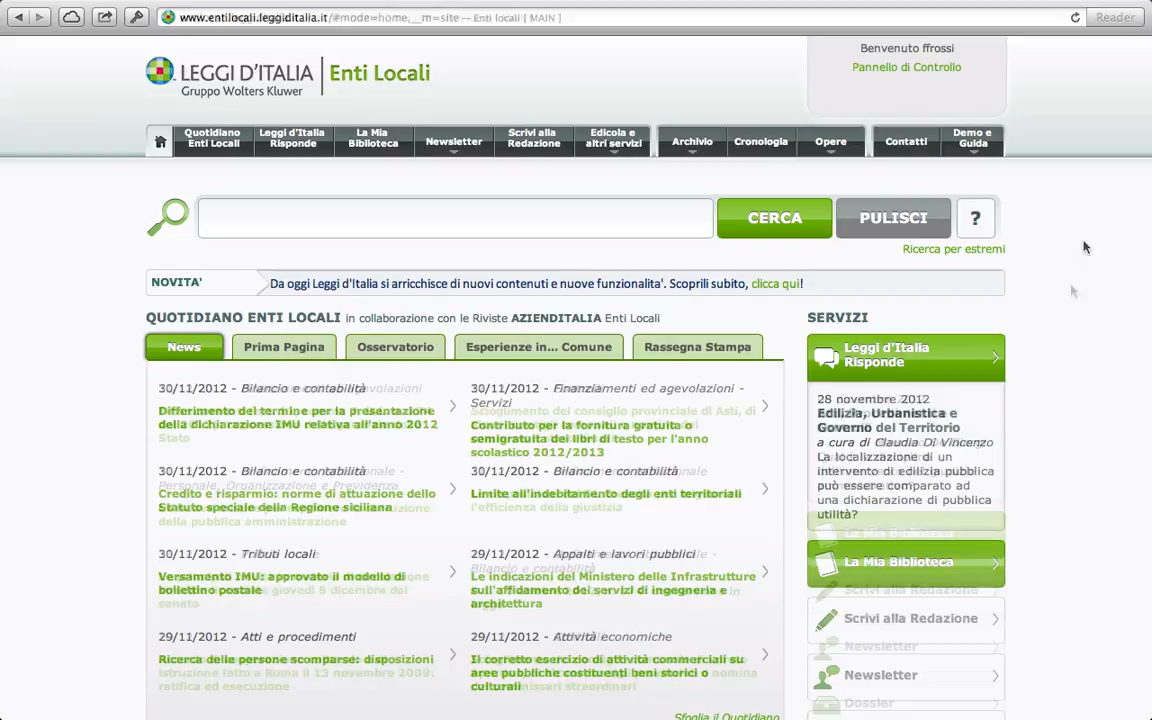 www.entilocali.leggiditalia.it/#mode=home,__m=site — Enti locali [ MAIN ]
Reader
Benvenuto ffrossi
Pannello di Controllo
LEGGI D'ITALIA Enti Locali
Gruppo Wolters Kluwer
Quotidiano Enti Locali
Leggi d'Italia Risponde
La Mia Biblioteca
Newsletter
Scrivi alla Redazione
Edicola e altri servizi
Archivio
Cronologia
Opere
Contatti
Demo e Guida
CERCA
PULISCI
?
Ricerca per estremi
NOVITA'
Da oggi Leggi d'Italia si arricchisce di nuovi contenuti e nuove funzionalita'. Scoprili subito, clicca qui!
QUOTIDIANO ENTI LOCALI in collaborazione con le Riviste AZIENDITALIA Enti Locali
News
Prima Pagina
Osservatorio
Esperienze in... Comune
Rassegna Stampa
30/11/2012 - Bilancio e contabilità
Differimento del termine per la presentazione
della dichiarazione IMU relativa all'anno 2012
30/11/2012 - Finanziamenti ed agevolazioni -
Servizi
Contributo per la fornitura gratuita o
semigratuita dei libri di testo per l'anno
scolastico 2012/2013
30/11/2012 - Bilancio e contabilità
Credito e risparmio: norme di attuazione dello
Statuto speciale della Regione siciliana
30/11/2012 - Bilancio e contabilità
Limite all'indebitamento degli enti territoriali
30/11/2012 - Tributi locali
Versamento IMU: approvato il modello di
bollettino postale
29/11/2012 - Appalti e lavori pubblici
Le indicazioni del Ministero delle Infrastrutture
sull'affidamento dei servizi di ingegneria e
architettura
29/11/2012 - Atti e procedimenti
Ricerca delle persone scomparse: disposizioni
29/11/2012 - Attività economiche
Il corretto esercizio di attività commerciali su
aree pubbliche costituenti beni storici o
culturali
Sfoglia il Quotidiano
SERVIZI
Leggi d'Italia
Risponde
28 novembre 2012
Edilizia, Urbanistica e
Governo del Territorio
a cura di Claudia Di Vincenzo
La localizzazione di un
intervento di edilizia pubblica
può essere comparato ad
una dichiarazione di pubblica
utilità?
La Mia Biblioteca
Scrivi alla Redazione
Newsletter
Dossier